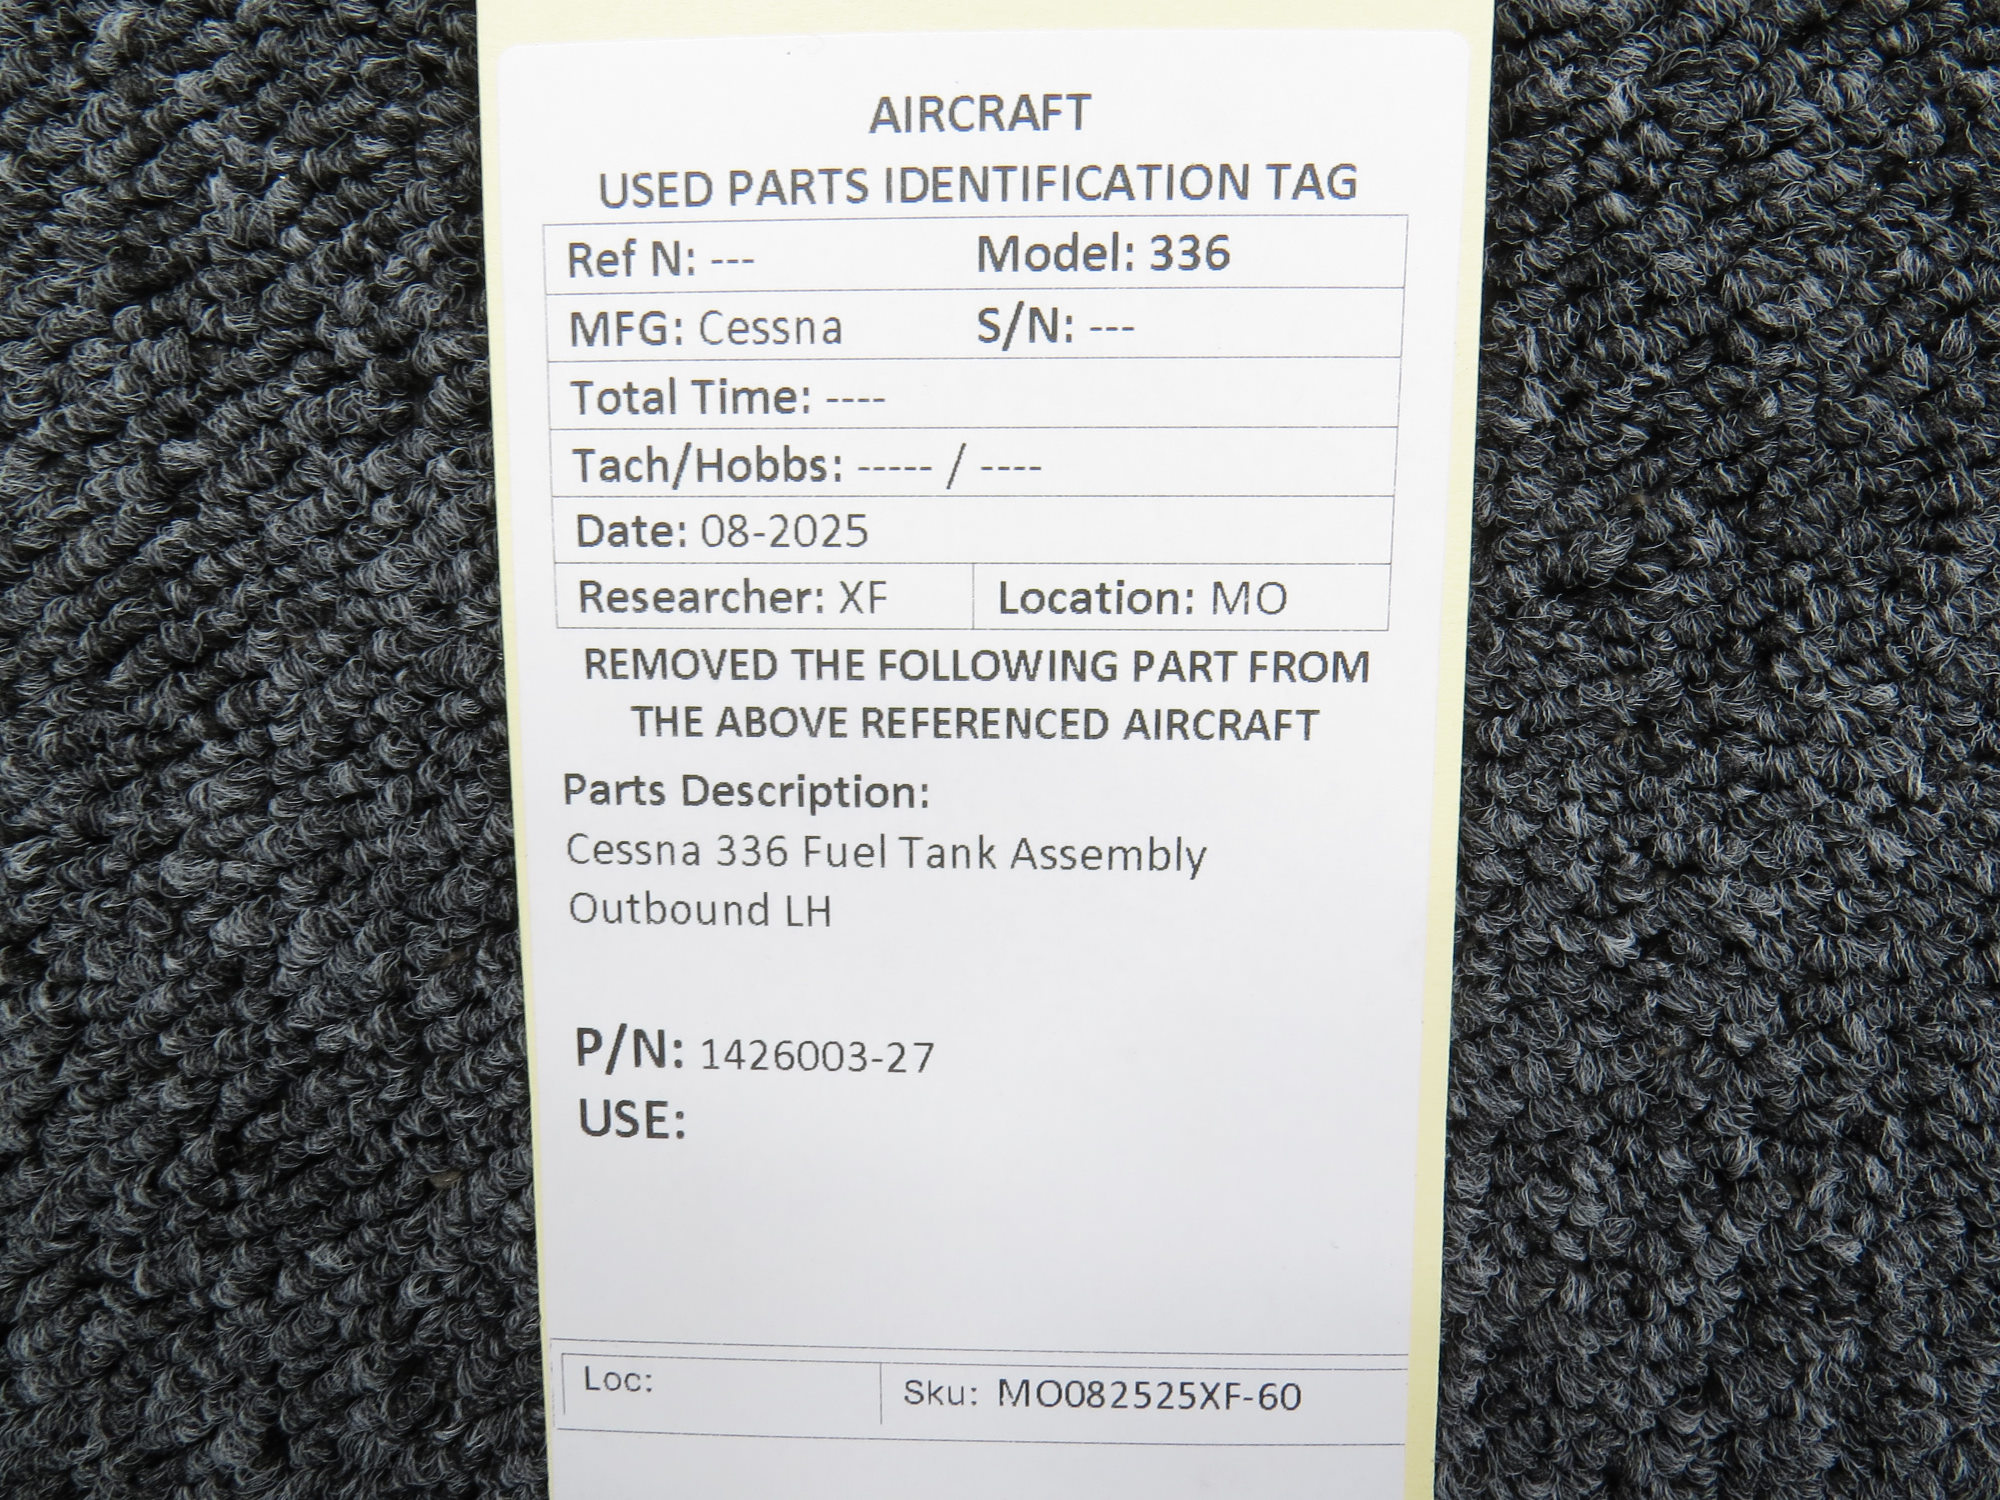 AIRCRAFT
USED PARTS IDENTIFICATION TAG
Ref N: --- Model: 336
MFG: Cessna S/N: ---
Total Time: ----
Tach/Hobbs: ----- / ----
Date: 08-2025
Researcher: XF Location: MO
REMOVED THE FOLLOWING PART FROM
THE ABOVE REFERENCED AIRCRAFT
Parts Description:
Cessna 336 Fuel Tank Assembly
Outbound LH
P/N: 1426003-27
USE:
Loc: Sku: MO082525XF-60